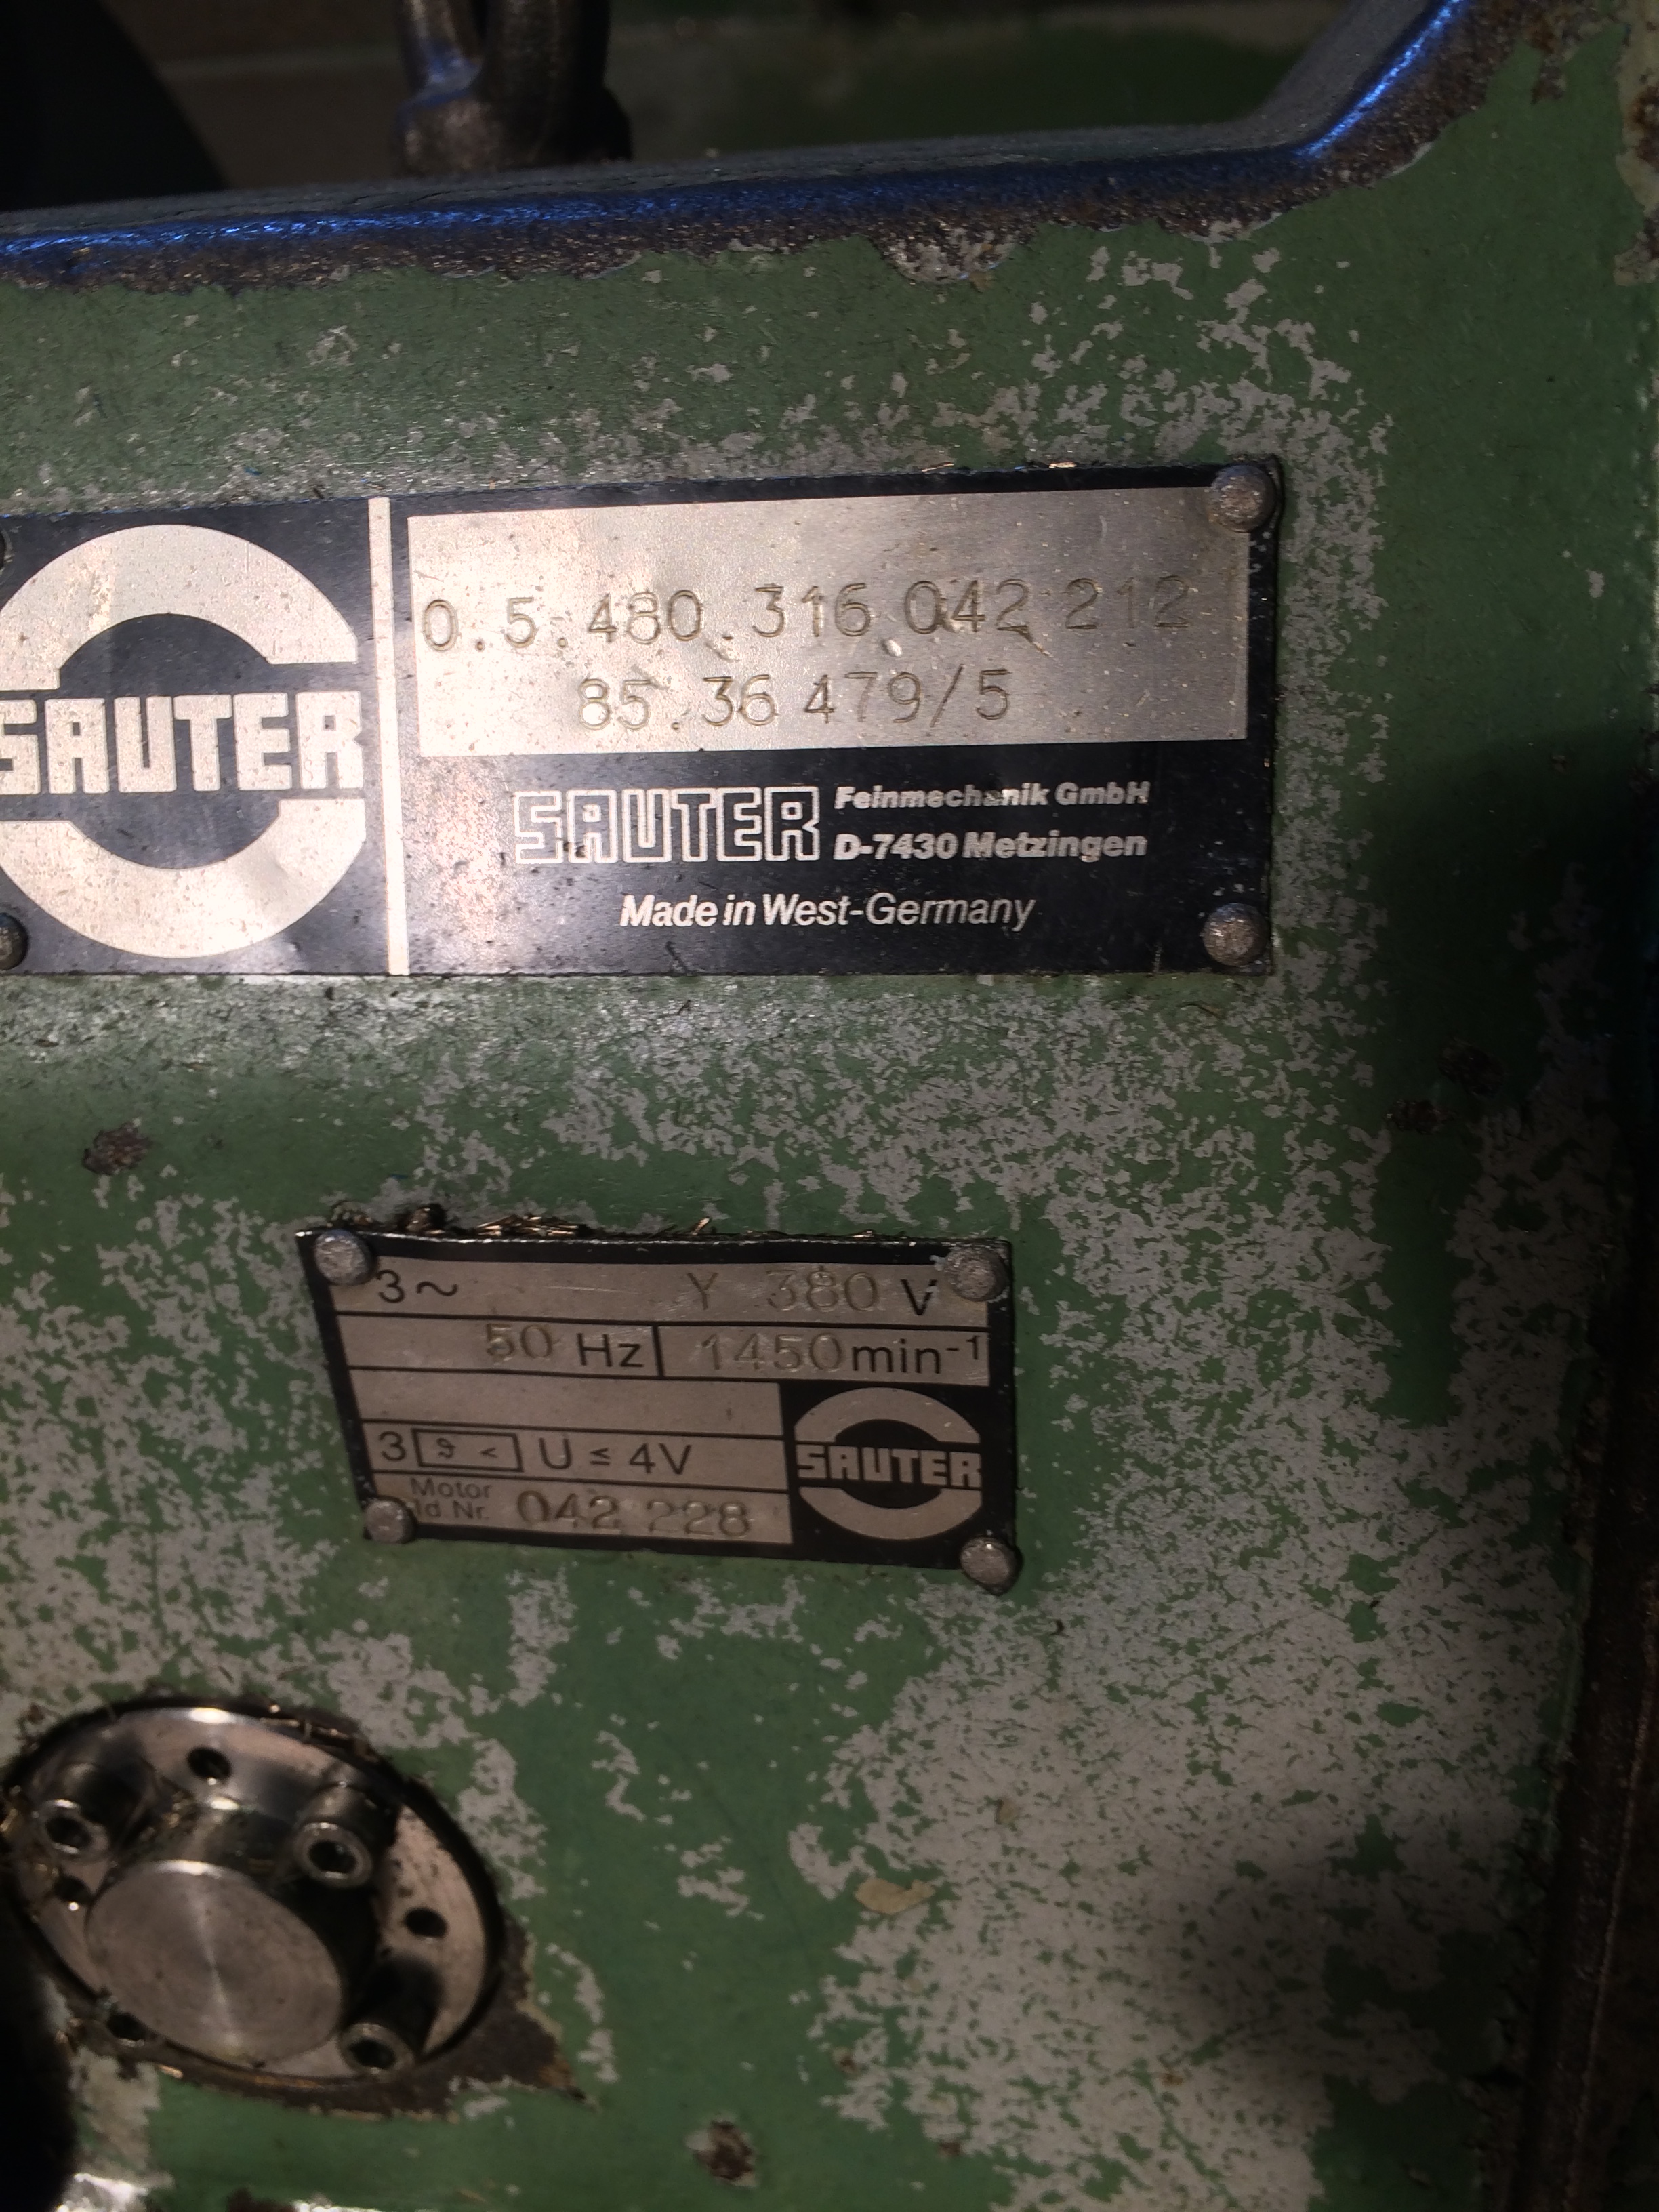 SAUTER
0.5.480.316 042 212
85.36 479/5
SAUTER Feinmechanik GmbH
D-7430 Metzingen
Made in West-Germany
3~ Y 380 V
50 Hz 1450 min⁻¹
3 ϑ < U ≤ 4V
SAUTER
Motor
Id. Nr. 042 228